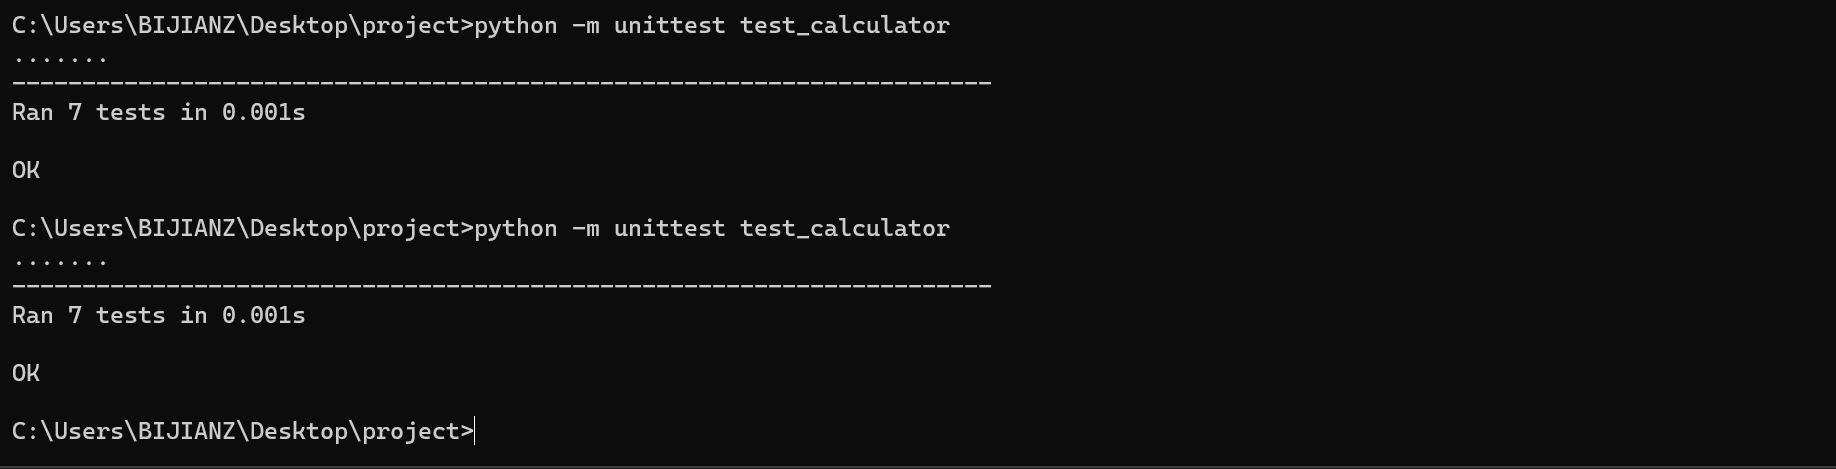 C:\Users\BIJIANZ\Desktop\project>python -m unittest test_calculator
.......
----------------------------------------------------------------------
Ran 7 tests in 0.001s
OK
C:\Users\BIJIANZ\Desktop\project>python -m unittest test_calculator
.......
----------------------------------------------------------------------
Ran 7 tests in 0.001s
OK
C:\Users\BIJIANZ\Desktop\project>